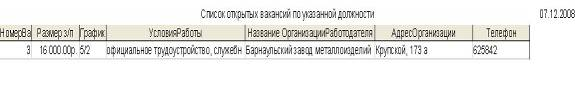 Список открытых вакансий по указанной должности 07.12.2008
НомерВа Размер з/п График УсловияРаботы Название ОрганизацииРаботодателя АдресОрганизации Телефон
3 16 000.00р. 5/2 официальное трудоустройство, служебн Барнаульский завод металлоизделий Крупской, 173 а 625842